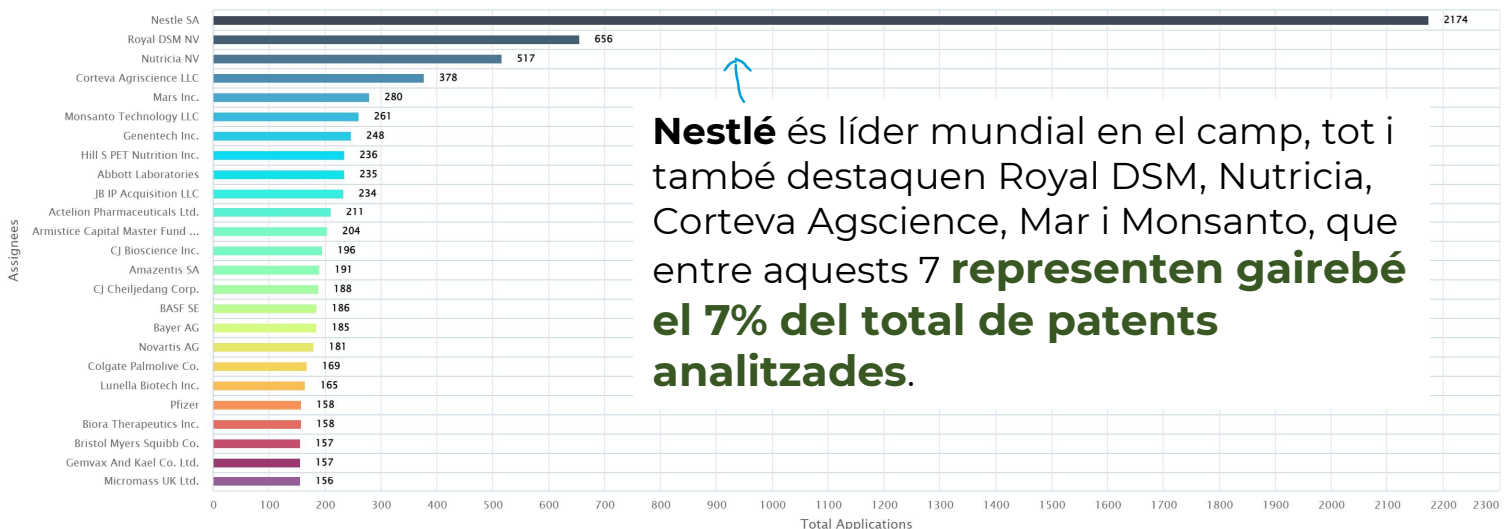 Assignees
Nestle SA 2174
Royal DSM NV 656
Nutricia NV 517
Corteva Agriscience LLC 378
Mars Inc. 280
Monsanto Technology LLC 261
Genentech Inc. 248
Hill S PET Nutrition Inc. 236
Abbott Laboratories 235
JB IP Acquisition LLC 234
Actelion Pharmaceuticals Ltd. 211
Armistice Capital Master Fund ... 204
CJ Bioscience Inc. 196
Amazentis SA 191
CJ Cheiljedang Corp. 188
BASF SE 186
Bayer AG 185
Novartis AG 181
Colgate Palmolive Co. 169
Lunella Biotech Inc. 165
Pfizer 158
Biora Therapeutics Inc. 158
Bristol Myers Squibb Co. 157
Gemvax And Kael Co. Ltd. 157
Micromass UK Ltd. 156
0 100 200 300 400 500 600 700 800 900 1000 1100 1200 1300 1400 1500 1600 1700 1800 1900 2000 2100 2200 2300
Total Applications
Nestlé és líder mundial en el camp, tot i
també destaquen Royal DSM, Nutricia,
Corteva Agscience, Mar i Monsanto, que
entre aquests 7 representen gairebé
el 7% del total de patents
analitzades.